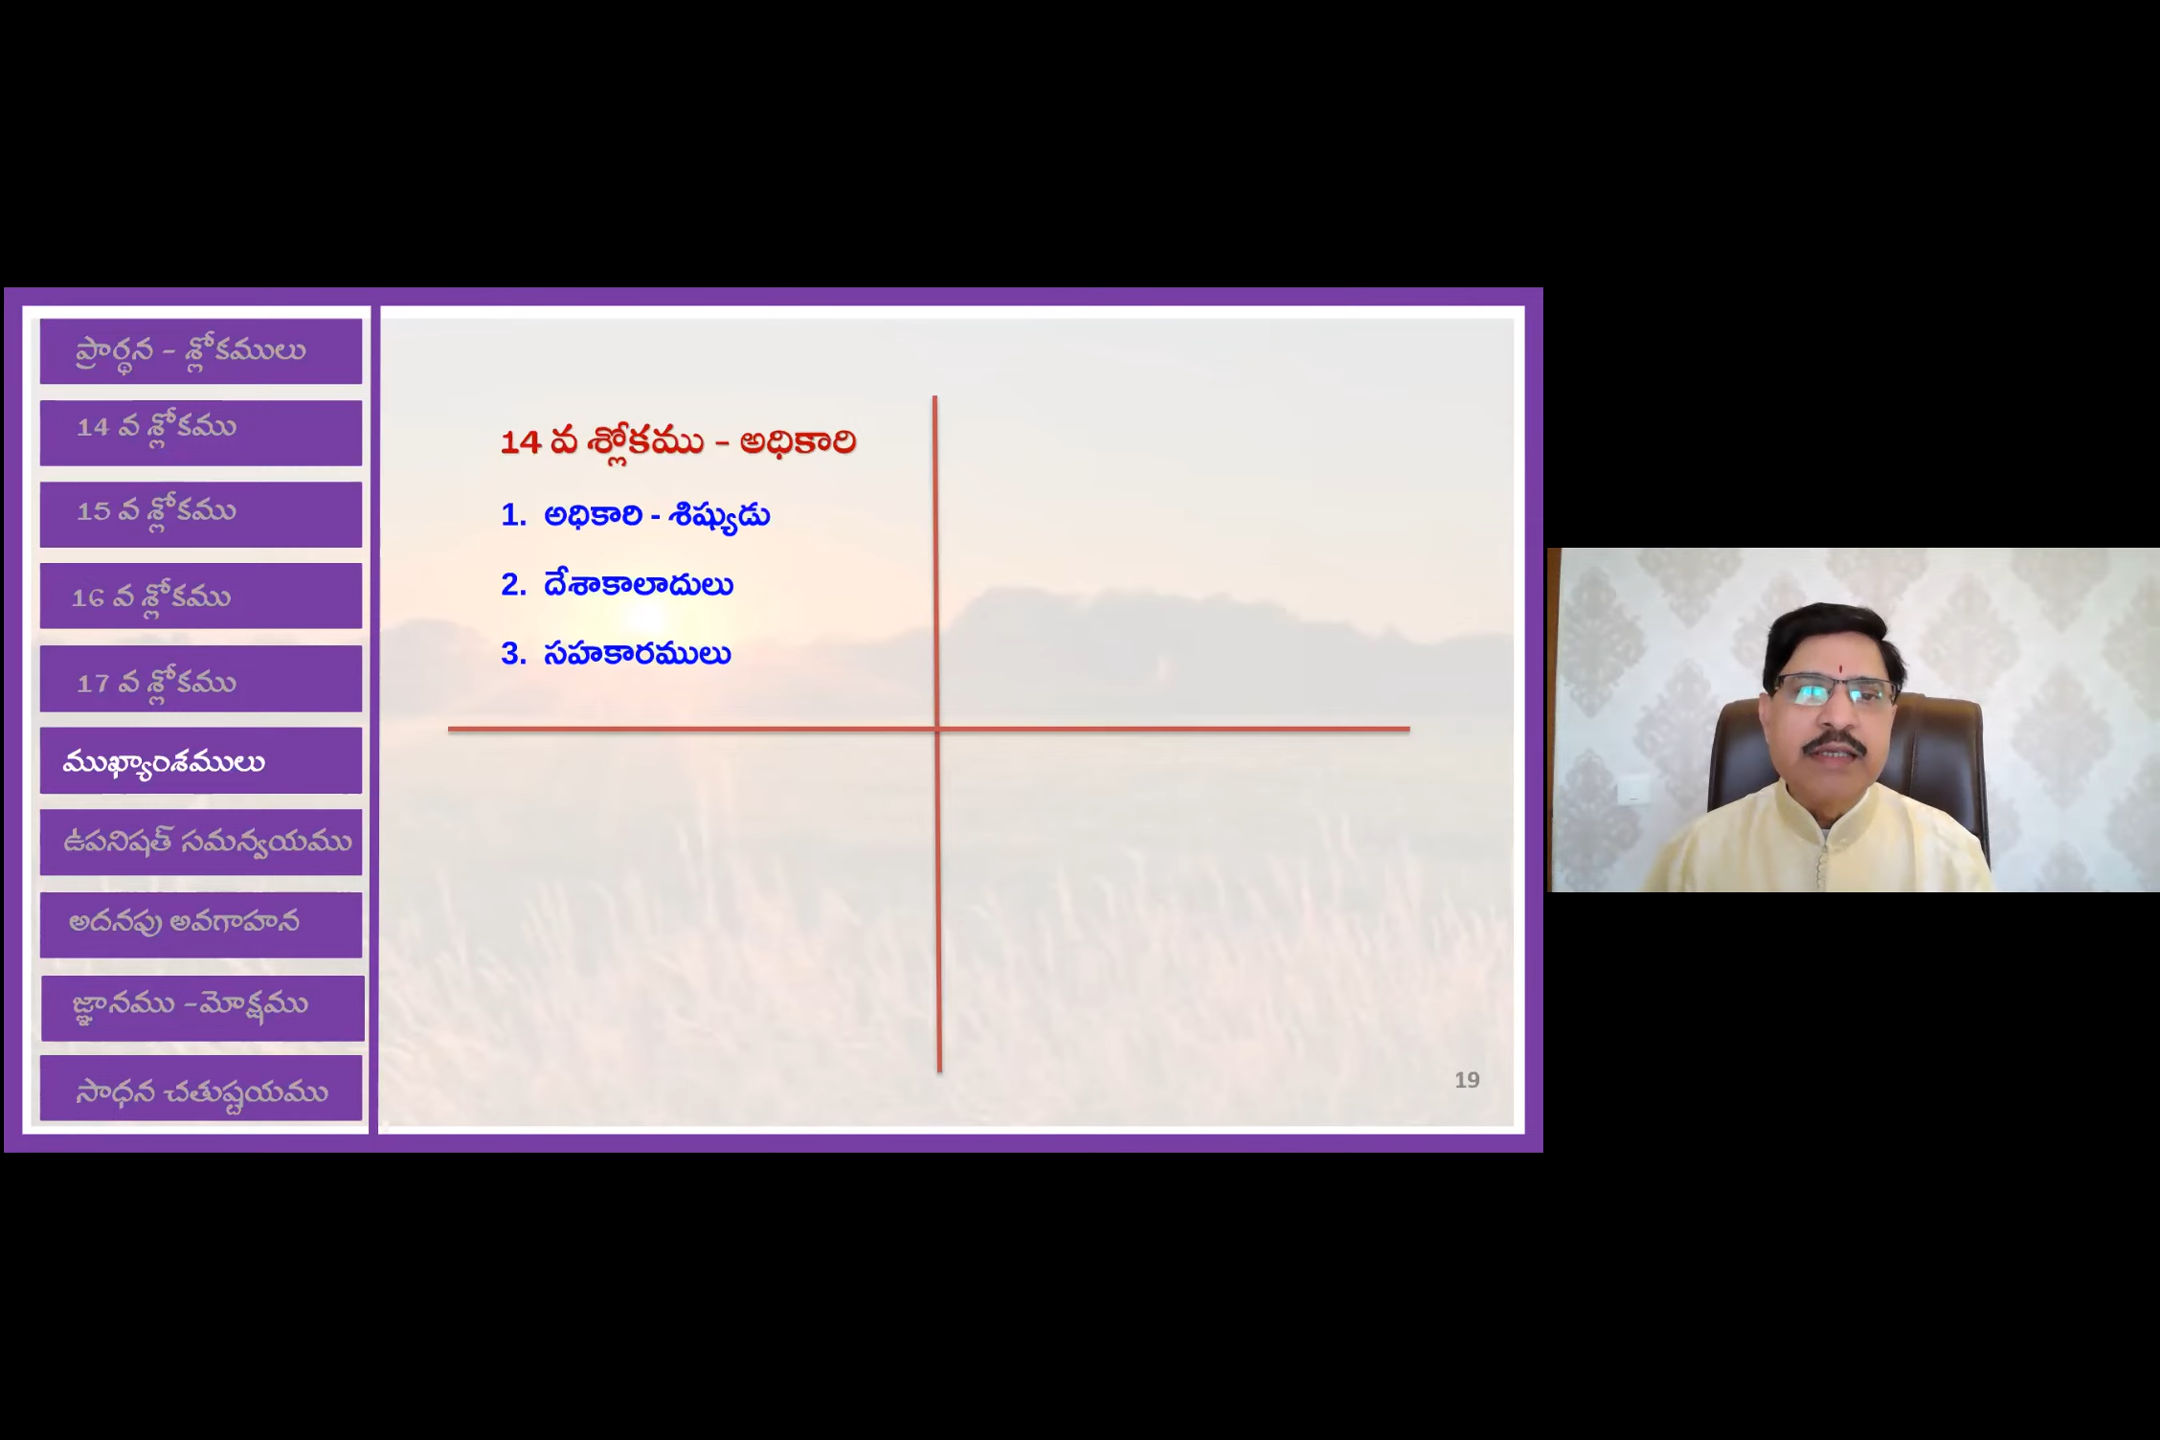 ప్రార్థన - శ్లోకములు
14 వ శ్లోకము
15 వ శ్లోకము
16 వ శ్లోకము
17 వ శ్లోకము
ముఖ్యాంశములు
ఉపనిషత్ సమన్వయము
అదనపు అవగాహన
జ్ఞానము -మోక్షము
సాధన చతుష్టయము
14 వ శ్లోకము - అధికారి
1. అధికారి - శిష్యుడు
2. దేశాకాలాదులు
3. సహకారములు
19